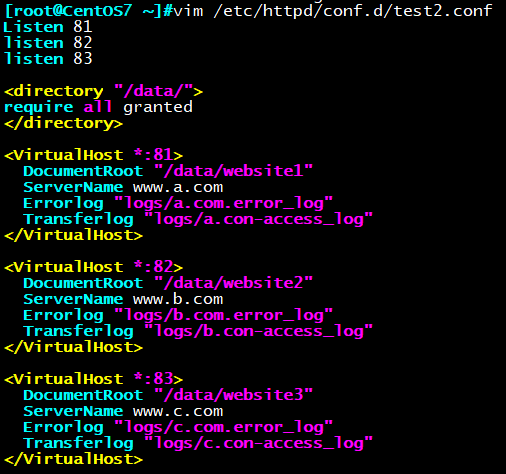 [root@CentOS7 ~]#vim /etc/httpd/conf.d/test2.conf
Listen 81
listen 82
listen 83
<directory "/data/">
require all granted
</directory>
<VirtualHost *:81>
DocumentRoot "/data/website1"
ServerName www.a.com
Errorlog "logs/a.com.error_log"
Transferlog "logs/a.con-access_log"
</VirtualHost>
<VirtualHost *:82>
DocumentRoot "/data/website2"
ServerName www.b.com
Errorlog "logs/b.com.error_log"
Transferlog "logs/b.con-access_log"
</VirtualHost>
<VirtualHost *:83>
DocumentRoot "/data/website3"
ServerName www.c.com
Errorlog "logs/c.com.error_log"
Transferlog "logs/c.con-access_log"
</VirtualHost>